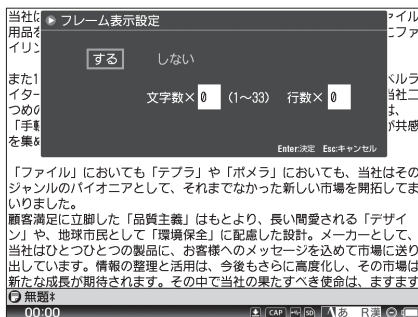 当社に
▶ フレーム表示設定
ァイル
用品を
こファ
イリン
する しない
また1
ベルラ
イター
文字数× 0 (1〜33) 行数× 0
当社二
つめの
は、
「手軽
が共感
を集め
Enter:決定 Esc:キャンセル
「ファイル」においても「テプラ」や「ポメラ」においても、当社はその
ジャンルのパイオニアとして、それまでなかった新しい市場を開拓してま
いりました。
顧客満足に立脚した「品質主義」はもとより、長い間愛される「デザイ
ン」や、地球市民として「環境保全」に配慮した設計。メーカーとして、
当社はひとつひとつの製品に、お客様へのメッセージを込めて市場に送り
出しています。情報の整理と活用は、今後もさらに高度化し、その市場は
新たな成長が期待されます。その中で当社の果たすべき使命は、ますます
無題*
00:00 CAP SD あ R漢